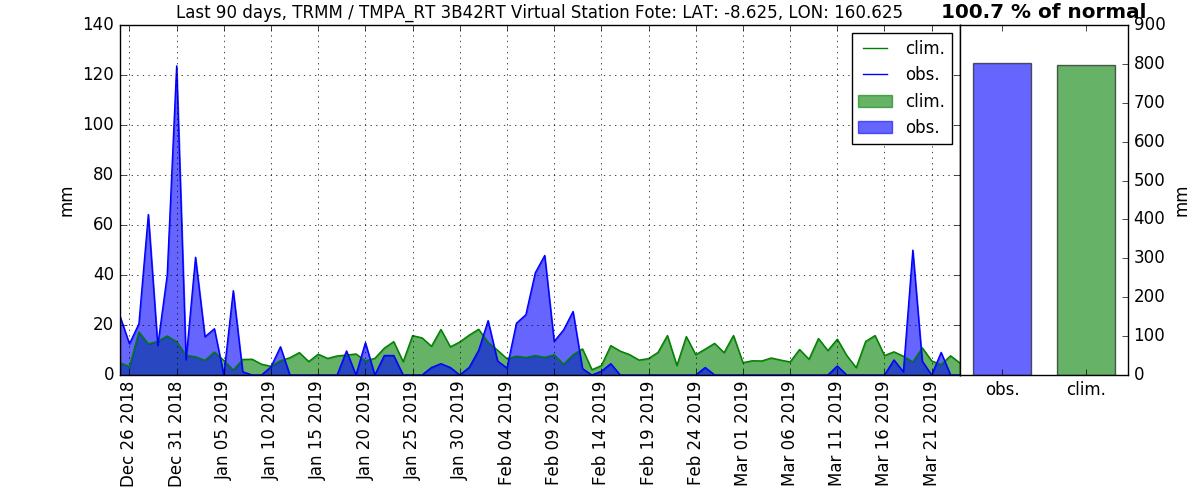 Last 90 days, TRMM / TMPA_RT 3B42RT Virtual Station Fote: LAT: -8.625, LON: 160.625
100.7 % of normal
140
120
100
80
60
40
20
0
mm
clim.
obs.
clim.
obs.
900
800
700
600
500
400
300
200
100
0
mm
Dec 26 2018
Dec 31 2018
Jan 05 2019
Jan 10 2019
Jan 15 2019
Jan 20 2019
Jan 25 2019
Jan 30 2019
Feb 04 2019
Feb 09 2019
Feb 14 2019
Feb 19 2019
Feb 24 2019
Mar 01 2019
Mar 06 2019
Mar 11 2019
Mar 16 2019
Mar 21 2019
obs.
clim.